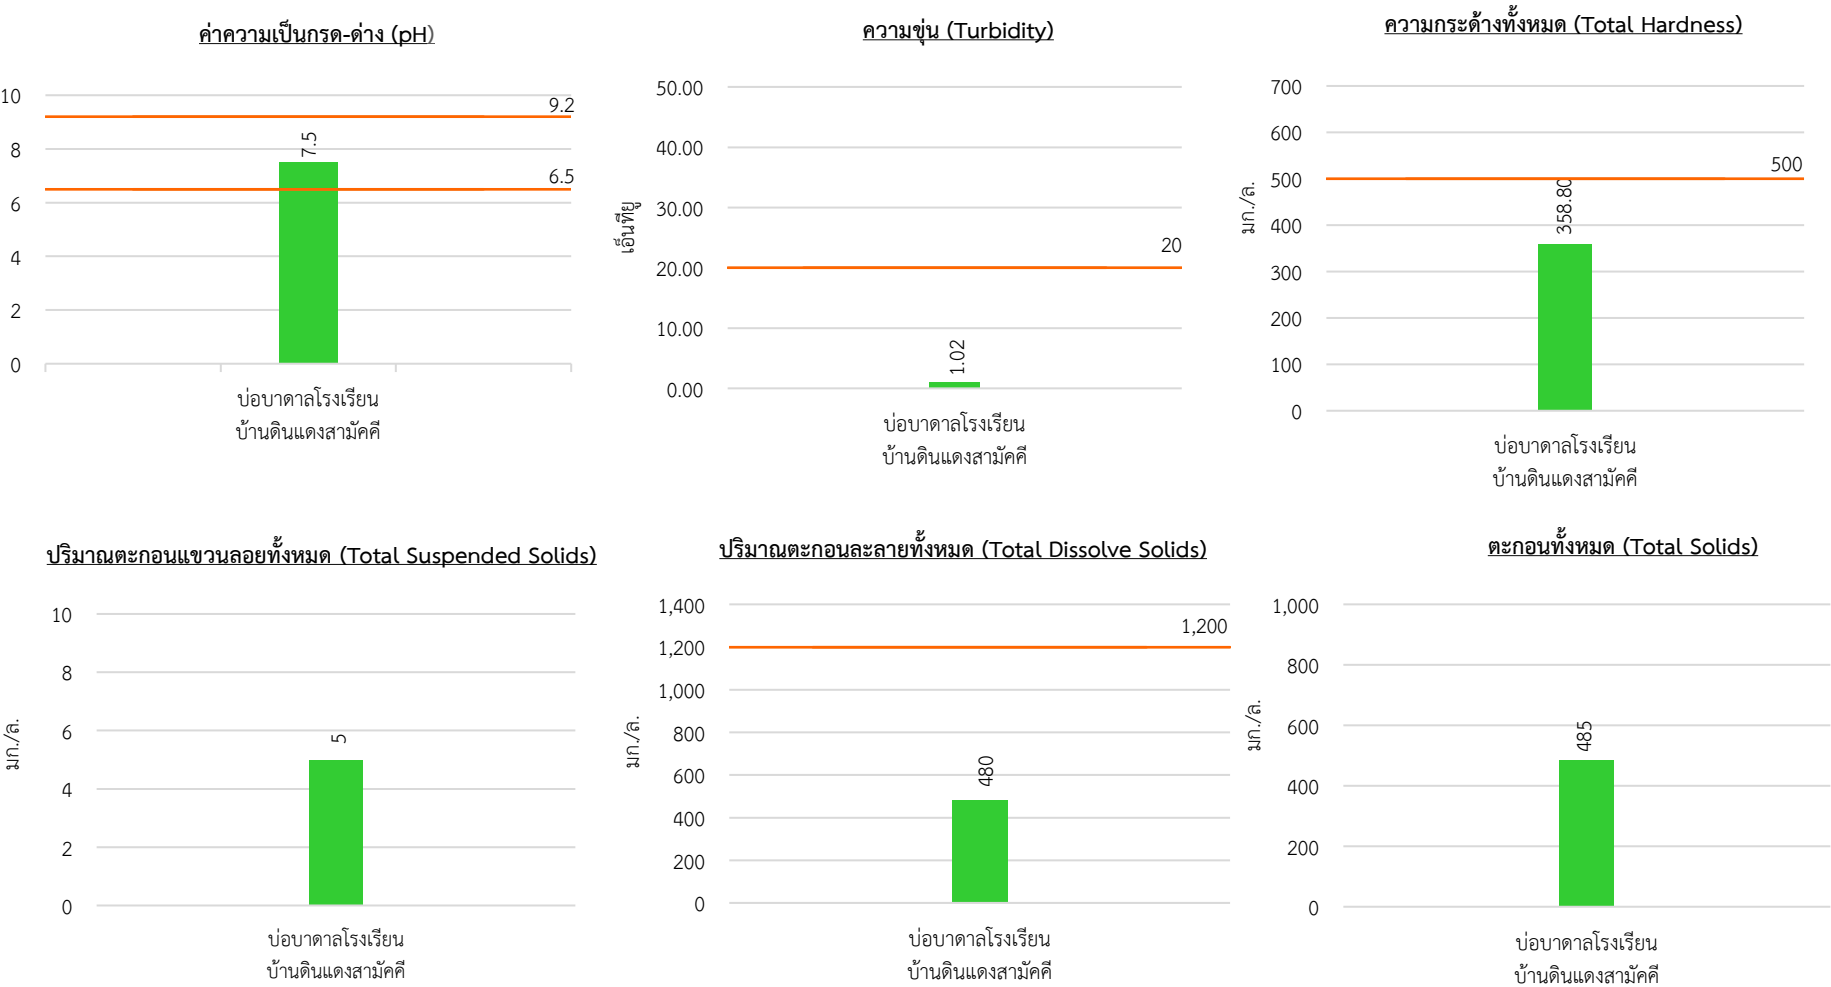 ค่าความเป็นกรด-ด่าง (pH)
10
8
6
4
2
0
9.2
6.5
7.5
บ่อบาดาลโรงเรียน
บ้านดินแดงสามัคคี
ความขุ่น (Turbidity)
เอ็นทียู
50.00
40.00
30.00
20.00
10.00
0.00
20
1.02
บ่อบาดาลโรงเรียน
บ้านดินแดงสามัคคี
ความกระด้างทั้งหมด (Total Hardness)
มก./ล.
700
600
500
400
300
200
100
0
500
358.80
บ่อบาดาลโรงเรียน
บ้านดินแดงสามัคคี
ปริมาณตะกอนแขวนลอยทั้งหมด (Total Suspended Solids)
มก./ล.
10
8
6
4
2
0
5
บ่อบาดาลโรงเรียน
บ้านดินแดงสามัคคี
ปริมาณตะกอนละลายทั้งหมด (Total Dissolve Solids)
มก./ล.
1,400
1,200
1,000
800
600
400
200
0
1,200
480
บ่อบาดาลโรงเรียน
บ้านดินแดงสามัคคี
ตะกอนทั้งหมด (Total Solids)
มก./ล.
1,000
800
600
400
200
0
485
บ่อบาดาลโรงเรียน
บ้านดินแดงสามัคคี